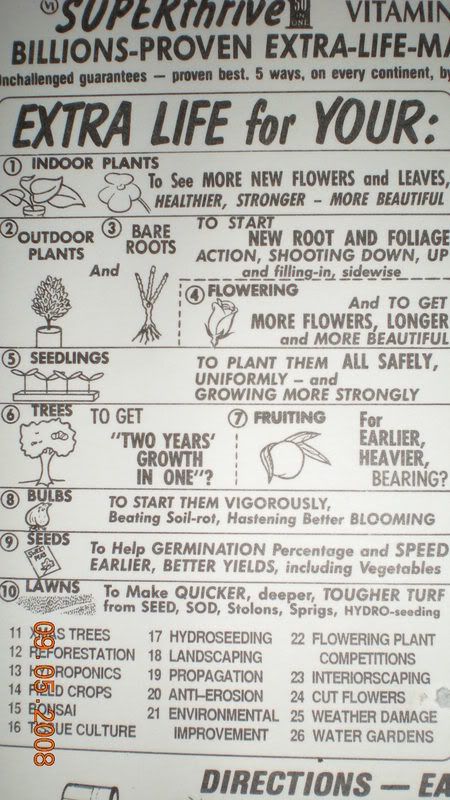 SUPERthrive 50 IN ONE VITAMIN
BILLIONS-PROVEN EXTRA-LIFE-MA
Unchallenged guarantees — proven best. 5 ways, on every continent, by
EXTRA LIFE for YOUR:
1 INDOOR PLANTS
To See MORE NEW FLOWERS and LEAVES,
HEALTHIER, STRONGER – MORE BEAUTIFUL
2 OUTDOOR PLANTS
And
3 BARE ROOTS
TO START
NEW ROOT AND FOLIAGE
ACTION, SHOOTING DOWN, UP
and filling-in, sidewise
4 FLOWERING
And TO GET
MORE FLOWERS, LONGER
and MORE BEAUTIFUL
5 SEEDLINGS
TO PLANT THEM ALL SAFELY,
UNIFORMLY – and
GROWING MORE STRONGLY
6 TREES
TO GET
"TWO YEARS'
GROWTH
IN ONE"?
7 FRUITING
For
EARLIER,
HEAVIER,
BEARING?
8 BULBS
TO START THEM VIGOROUSLY,
Beating Soil-rot, Hastening Better BLOOMING
9 SEEDS
SWEET PEAS
To Help GERMINATION Percentage and SPEED
EARLIER, BETTER YIELDS, including Vegetables
10 LAWNS
To Make QUICKER, deeper, TOUGHER TURF
from SEED, SOD, Stolons, Sprigs, HYDRO-seeding
11 XMAS TREES
12 REFORESTATION
13 HYDROPONICS
14 FIELD CROPS
15 BONSAI
16 TISSUE CULTURE
17 HYDROSEEDING
18 LANDSCAPING
19 PROPAGATION
20 ANTI-EROSION
21 ENVIRONMENTAL
IMPROVEMENT
22 FLOWERING PLANT
COMPETITIONS
23 INTERIORSCAPING
24 CUT FLOWERS
25 WEATHER DAMAGE
26 WATER GARDENS
DIRECTIONS — EA
09.05.2008